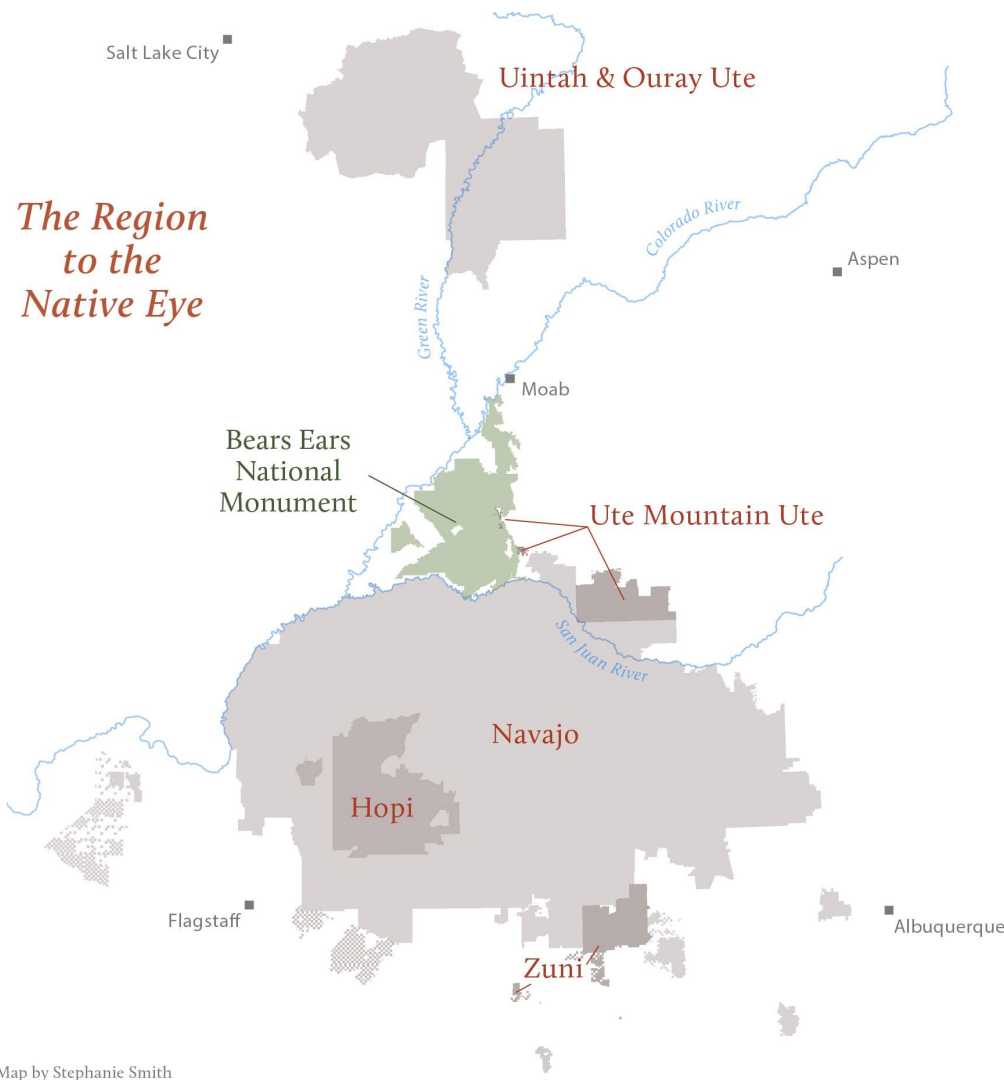 Salt Lake City
Uintah & Ouray Ute
The Region
to the
Native Eye
Colorado River
Aspen
Green River
Moab
Bears Ears
National
Monument
Ute Mountain Ute
San Juan River
Navajo
Hopi
Flagstaff
Albuquerque
Zuni
Map by Stephanie Smith